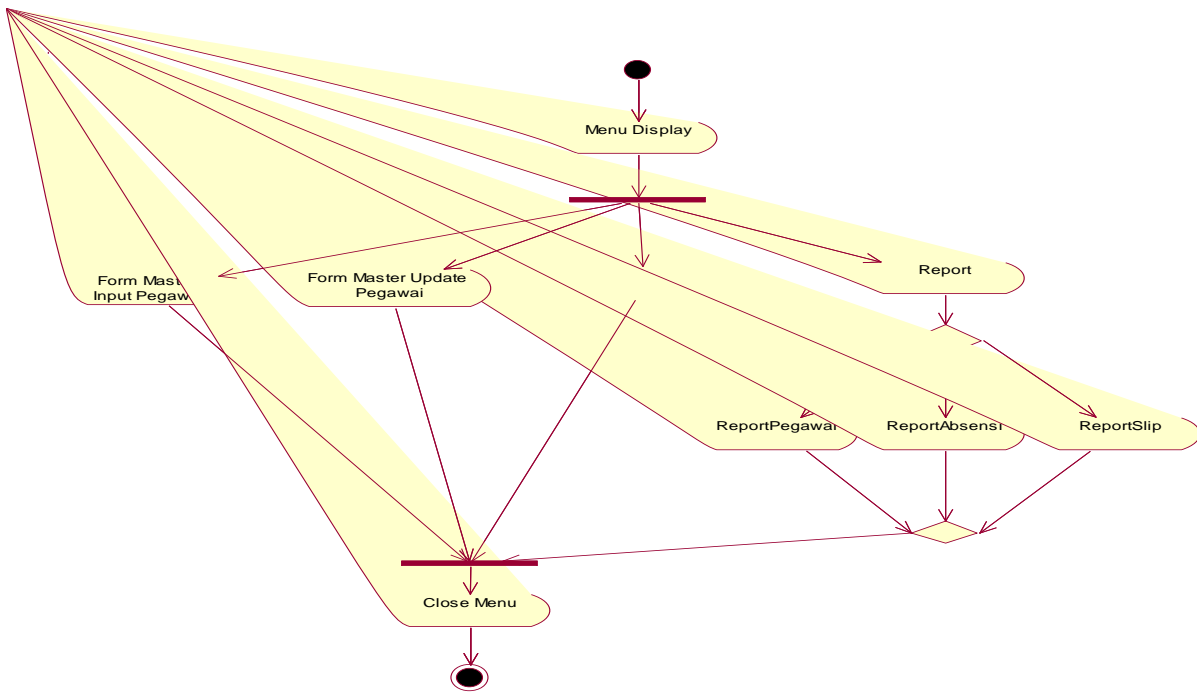 Menu Display
Report
Form Mast
Input Pegaw
Form Master Update
Pegawai
ReportPegawai
ReportAbsensi
ReportSlip
Close Menu